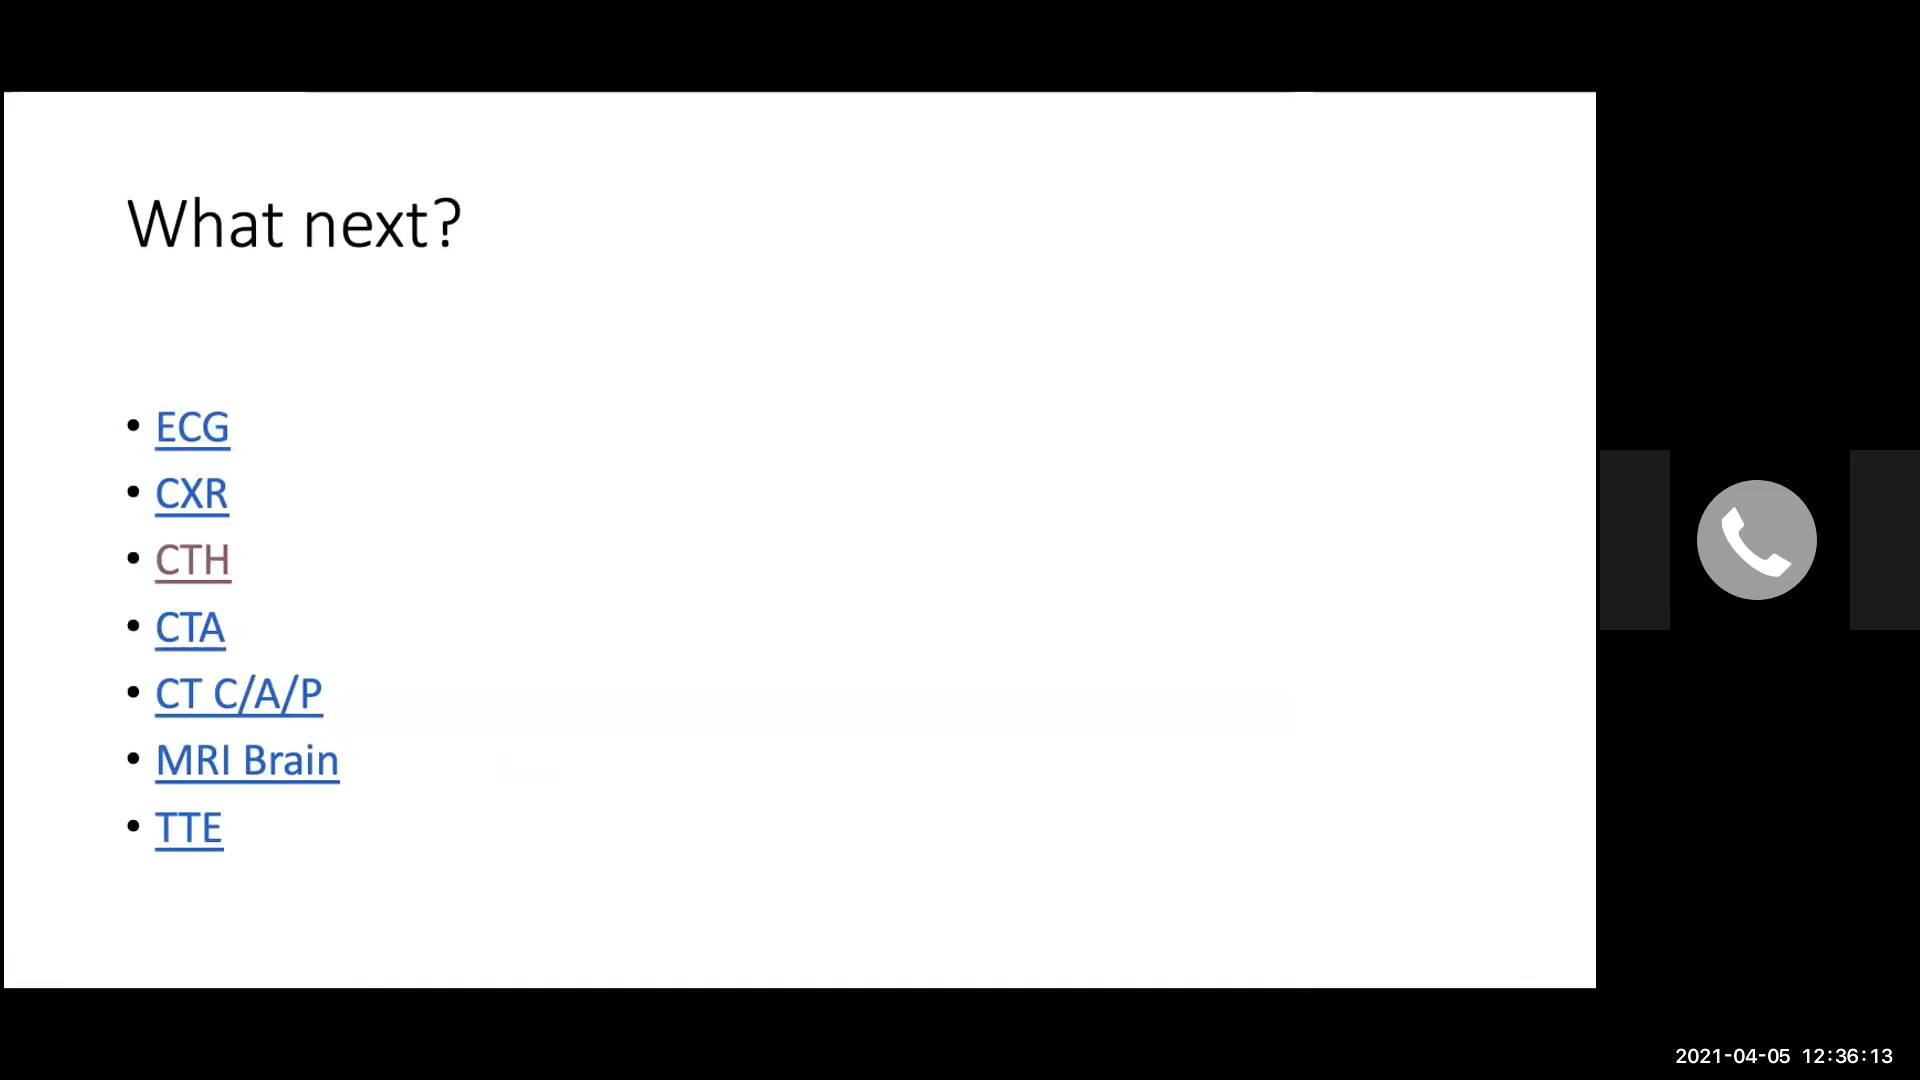 What next?
• ECG
• CXR
• CTH
• CTA
• CT C/A/P
• MRI Brain
• TTE
2021-04-05 12:36:13